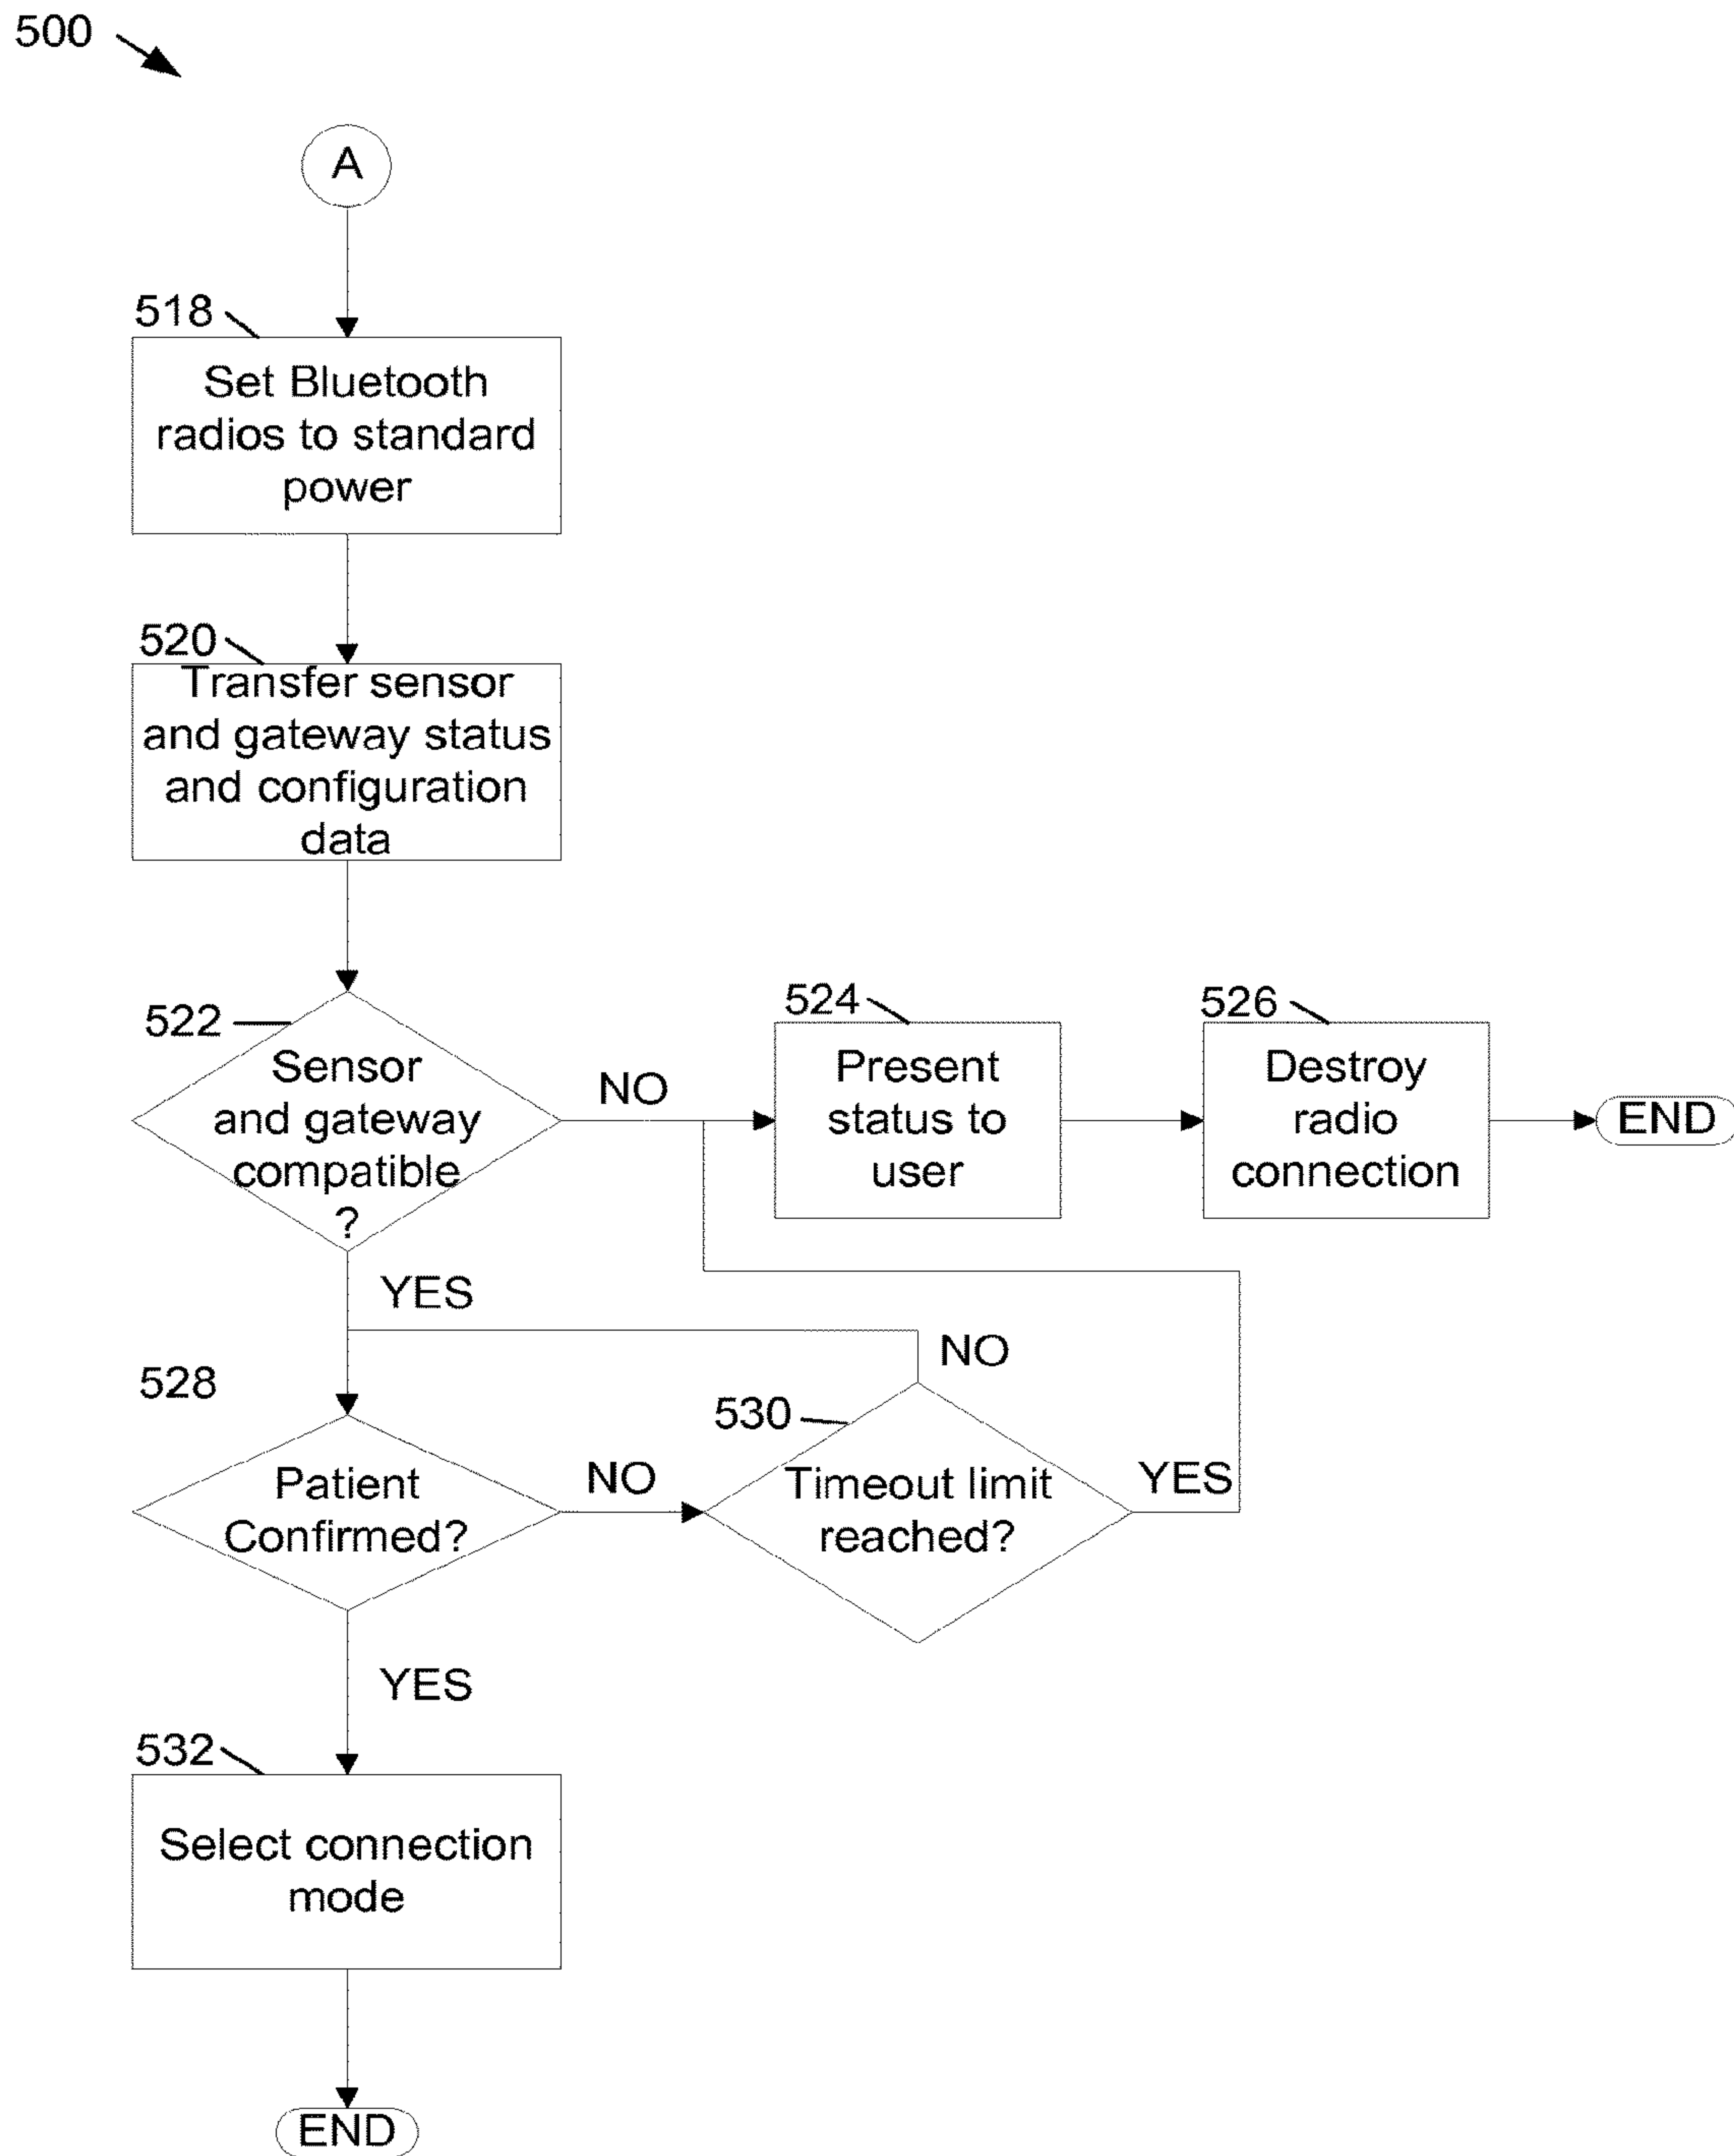 500
A
518
Set Bluetooth
radios to standard
power
520
Transfer sensor
and gateway status
and configuration
data
522
Sensor
and gateway
compatible
?
NO
524
Present
status to
user
526
Destroy
radio
connection
END
YES
NO
528
Patient
Confirmed?
NO
530
Timeout limit
reached?
YES
YES
532
Select connection
mode
END